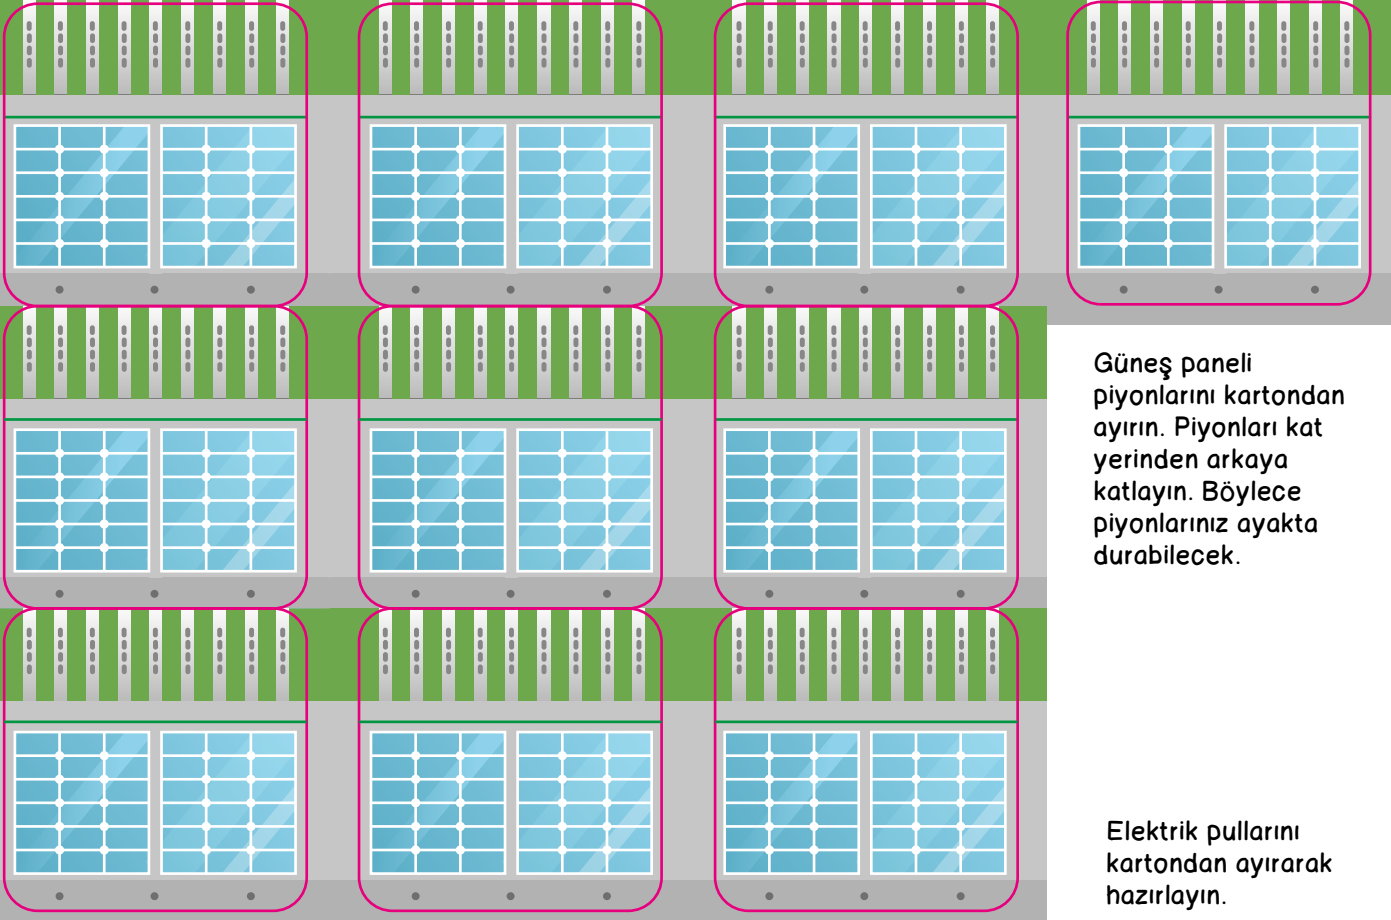 Güneş paneli
piyonlarını kartondan
ayırın. Piyonları kat
yerinden arkaya
katlayın. Böylece
piyonlarınız ayakta
durabilecek.
Elektrik pullarını
kartondan ayırarak
hazırlayın.